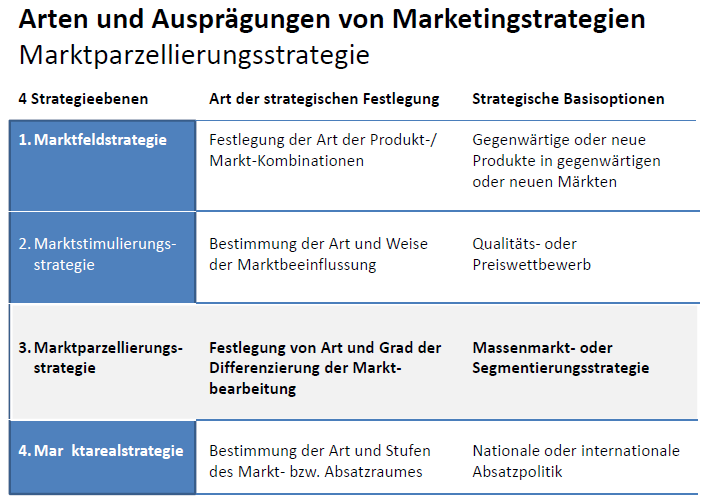 Arten und Ausprägungen von Marketingstrategien
Marktparzellierungsstrategie
4 Strategieebenen
Art der strategischen Festlegung
Strategische Basisoptionen
1. Marktfeldstrategie
Festlegung der Art der Produkt-/
Markt-Kombinationen
Gegenwärtige oder neue
Produkte in gegenwärtigen
oder neuen Märkten
2. Marktstimulierungs-
strategie
Bestimmung der Art und Weise
der Marktbeeinflussung
Qualitäts- oder
Preiswettbewerb
3. Marktparzellierungs-
strategie
Festlegung von Art und Grad der
Differenzierung der Markt-
bearbeitung
Massenmarkt- oder
Segmentierungsstrategie
4. Mar ktarealstrategie
Bestimmung der Art und Stufen
des Markt- bzw. Absatzraumes
Nationale oder internationale
Absatzpolitik